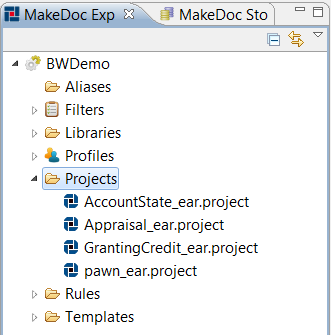 MakeDoc Exp MakeDoc Sto
BWDemo
Aliases
Filters
Libraries
Profiles
Projects
AccountState_ear.project
Appraisal_ear.project
GrantingCredit_ear.project
pawn_ear.project
Rules
Templates